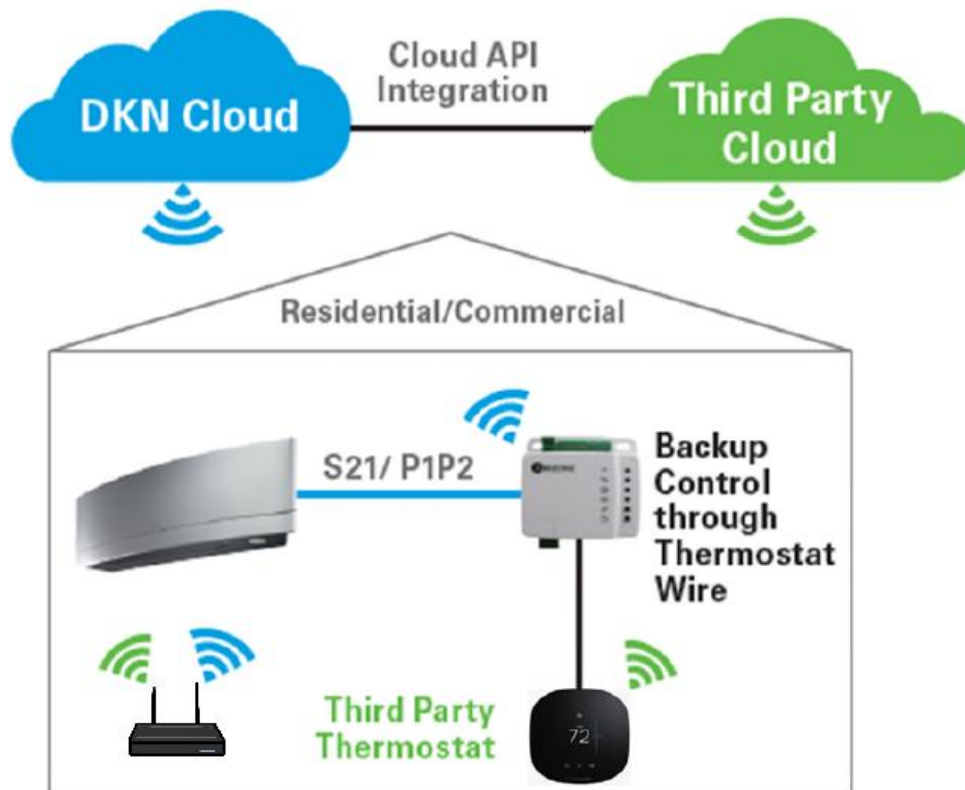 Cloud API
Integration
DKN Cloud
Third Party
Cloud
Residential/Commercial
S21/ P1P2
Backup
Control
through
Thermostat
Wire
Third Party
Thermostat
72